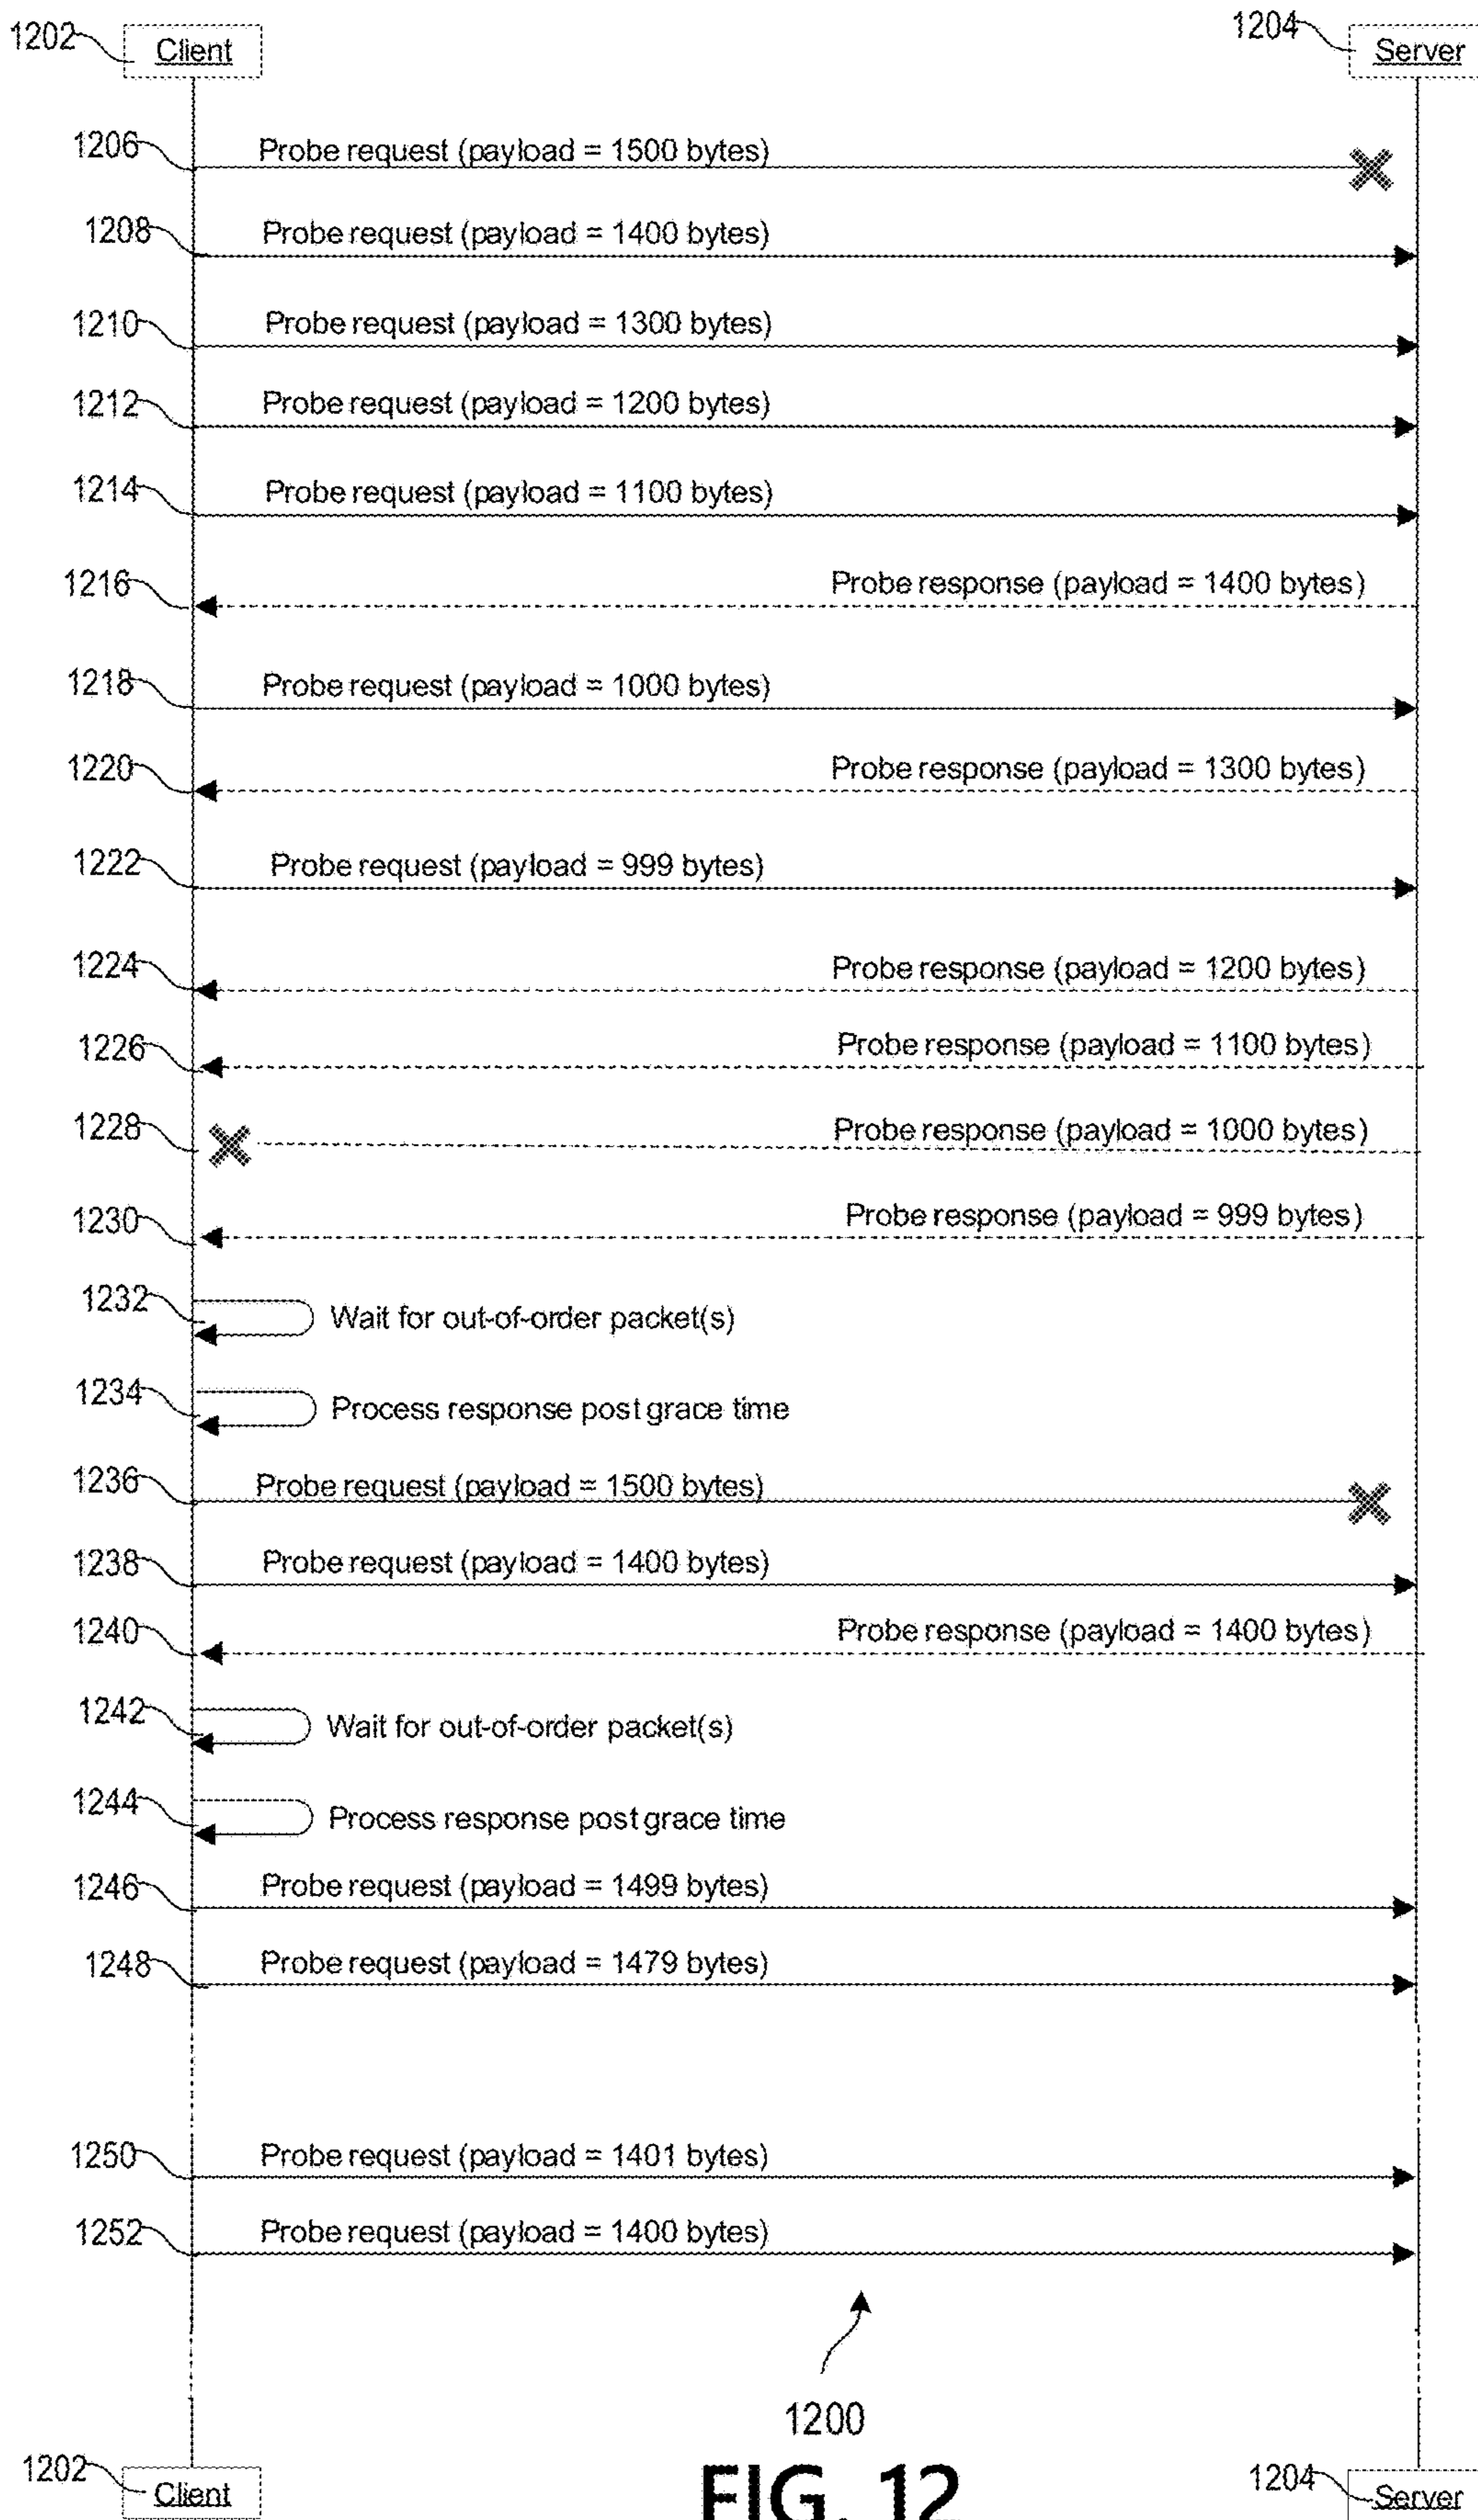 1202 Client 1204 Server
1206 Probe request (payload = 1500 bytes)
1208 Probe request (payload = 1400 bytes)
1210 Probe request (payload = 1300 bytes)
1212 Probe request (payload = 1200 bytes)
1214 Probe request (payload = 1100 bytes)
1216 Probe response (payload = 1400 bytes)
1218 Probe request (payload = 1000 bytes)
1220 Probe response (payload = 1300 bytes)
1222 Probe request (payload = 999 bytes)
1224 Probe response (payload = 1200 bytes)
1226 Probe response (payload = 1100 bytes)
1228 Probe response (payload = 1000 bytes)
1230 Probe response (payload = 999 bytes)
1232 Wait for out-of-order packet(s)
1234 Process response post grace time
1236 Probe request (payload = 1500 bytes)
1238 Probe request (payload = 1400 bytes)
1240 Probe response (payload = 1400 bytes)
1242 Wait for out-of-order packet(s)
1244 Process response post grace time
1246 Probe request (payload = 1499 bytes)
1248 Probe request (payload = 1479 bytes)
1250 Probe request (payload = 1401 bytes)
1252 Probe request (payload = 1400 bytes)
1200
1202 Client FIG. 12 1204 Server